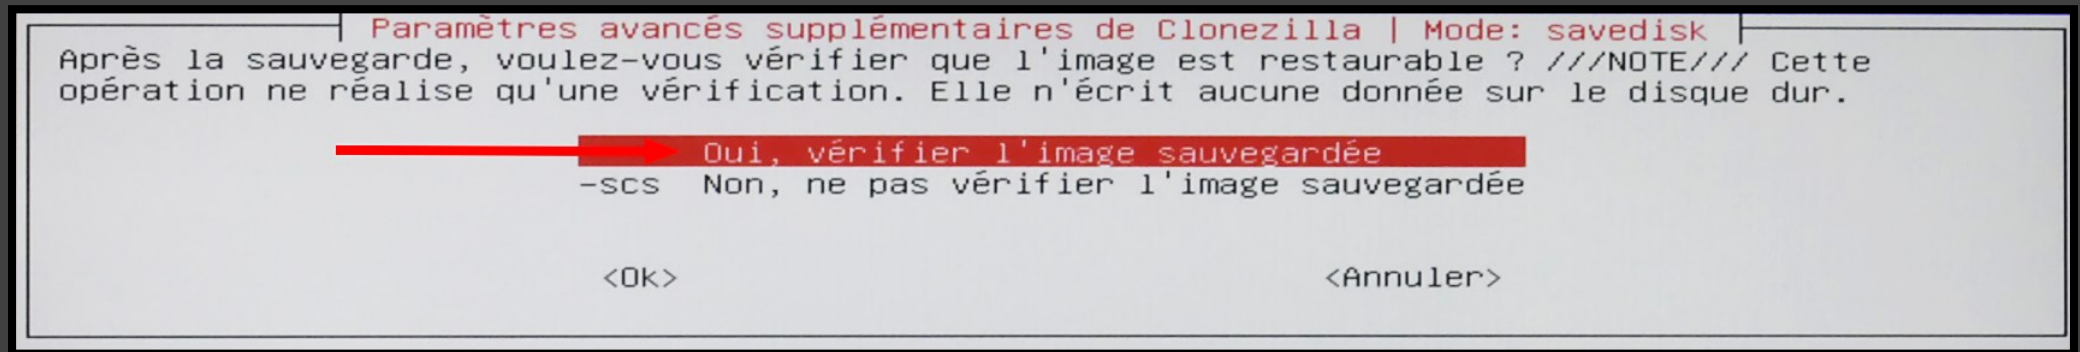 Paramètres avancés supplémentaires de Clonezilla | Mode: savedisk
Après la sauvegarde, voulez-vous vérifier que l'image est restaurable ? ///NOTE/// Cette
opération ne réalise qu'une vérification. Elle n'écrit aucune donnée sur le disque dur.
Oui, vérifier l'image sauvegardée
-scs Non, ne pas vérifier l'image sauvegardée
<Ok> <Annuler>